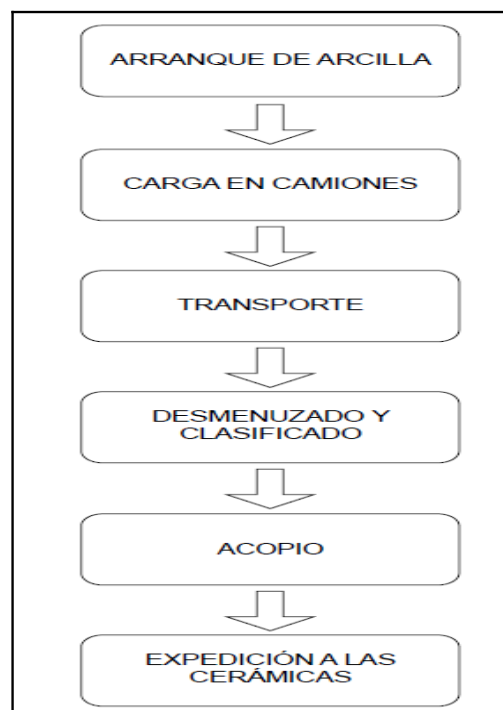 ARRANQUE DE ARCILLA
CARGA EN CAMIONES
TRANSPORTE
DESMENUZADO Y
CLASIFICADO
ACOPIO
EXPEDICIÓN A LAS
CERÁMICAS